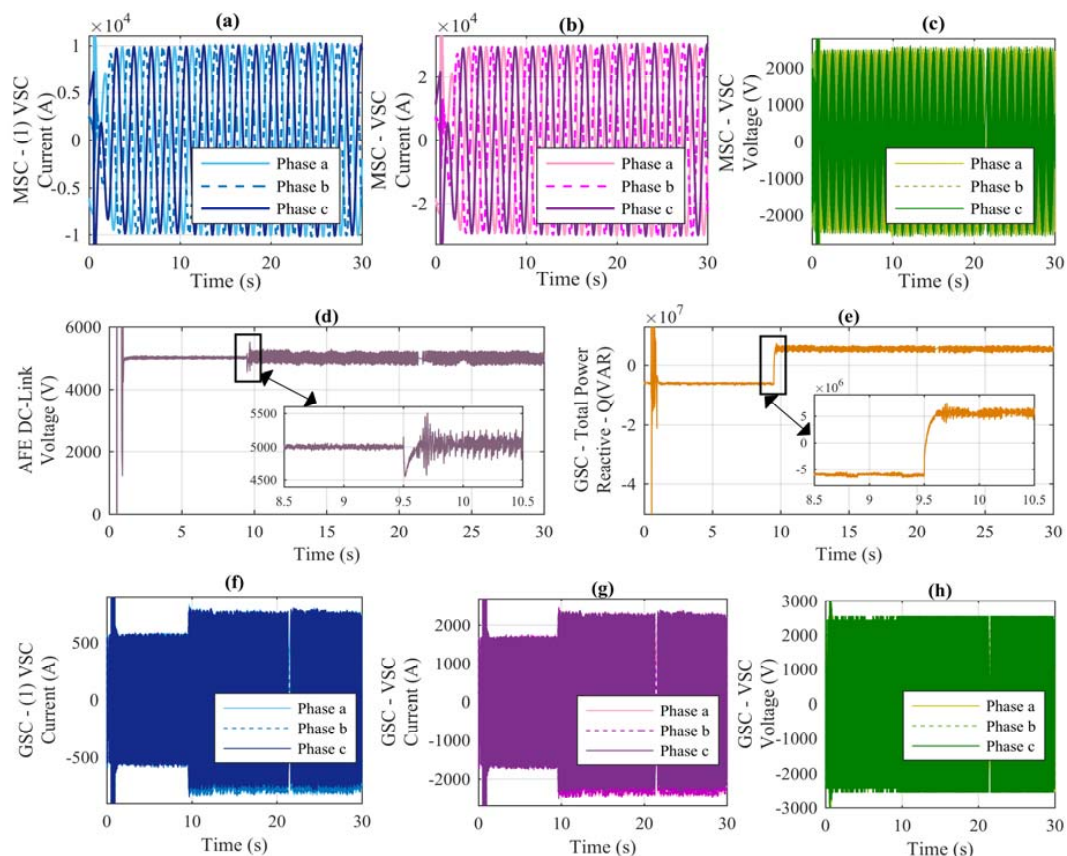 (a)
×10⁴
1
0.5
0
-0.5
-1
MSC - (1) VSC
Current (A)
Phase a
Phase b
Phase c
0 10 20 30
Time (s)
(b)
×10⁴
2
0
-2
MSC - VSC
Current (A)
Phase a
Phase b
Phase c
0 10 20 30
Time (s)
(c)
2000
1000
0
-1000
-2000
MSC - VSC
Voltage (V)
Phase a
Phase b
Phase c
0 10 20 30
Time (s)
(d)
6000
4000
2000
0
AFE DC-Link
Voltage (V)
5500
5000
4500
8.5 9 9.5 10 10.5
0 5 10 15 20 25 30
Time (s)
(e)
×10⁷
0
-2
-4
GSC - Total Power
Reactive - Q(VAR)
×10⁶
5
0
-5
8.5 9 9.5 10 10.5
0 5 10 15 20 25 30
Time (s)
(f)
500
0
-500
GSC - (1) VSC
Current (A)
Phase a
Phase b
Phase c
0 10 20 30
Time (s)
(g)
2000
1000
0
-1000
-2000
GSC - VSC
Current (A)
Phase a
Phase b
Phase c
0 10 20 30
Time (s)
(h)
3000
2000
1000
0
-1000
-2000
-3000
GSC - VSC
Voltage (V)
Phase a
Phase b
Phase c
0 10 20 30
Time (s)